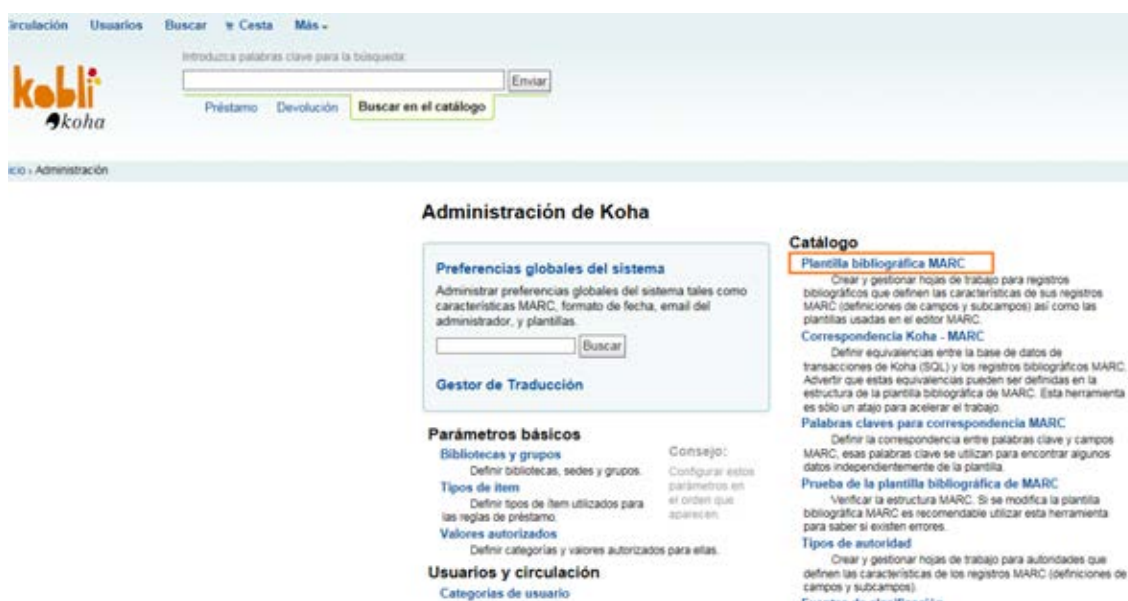 Circulación Usuarios Buscar Cesta Más
Introduzca palabras clave para la búsqueda:
Enviar
kobli
koha
Préstamo Devolución Buscar en el catálogo
Inicio › Administración
Administración de Koha
Preferencias globales del sistema
Administrar preferencias globales del sistema tales como
características MARC, formato de fecha, email del
administrador, y plantillas.
Buscar
Gestor de Traducción
Parámetros básicos
Bibliotecas y grupos
Definir bibliotecas, sedes y grupos.
Tipos de ítem
Definir tipos de ítem utilizados para
las reglas de préstamo.
Valores autorizados
Definir categorías y valores autorizados para ellas.
Consejo:
Configurar estos
parámetros en
el orden que
aparecen.
Usuarios y circulación
Categorías de usuario
Catálogo
Plantilla bibliográfica MARC
Crear y gestionar hojas de trabajo para registros
bibliográficos que definen las características de sus registros
MARC (definiciones de campos y subcampos) así como las
plantillas usadas en el editor MARC.
Correspondencia Koha - MARC
Definir equivalencias entre la base de datos de
transacciones de Koha (SQL) y los registros bibliográficos MARC.
Advertir que estas equivalencias pueden ser definidas en la
estructura de la plantilla bibliográfica de MARC. Esta herramienta
es sólo un atajo para acelerar el trabajo.
Palabras claves para correspondencia MARC
Definir la correspondencia entre palabras clave y campos
MARC, esas palabras clave se utilizan para encontrar algunos
datos independientemente de la plantilla.
Prueba de la plantilla bibliográfica de MARC
Verificar la estructura MARC. Si se modifica la plantilla
bibliográfica MARC es recomendable utilizar esta herramienta
para saber si existen errores.
Tipos de autoridad
Crear y gestionar hojas de trabajo para autoridades que
definen las características de los registros MARC (definiciones de
campos y subcampos).